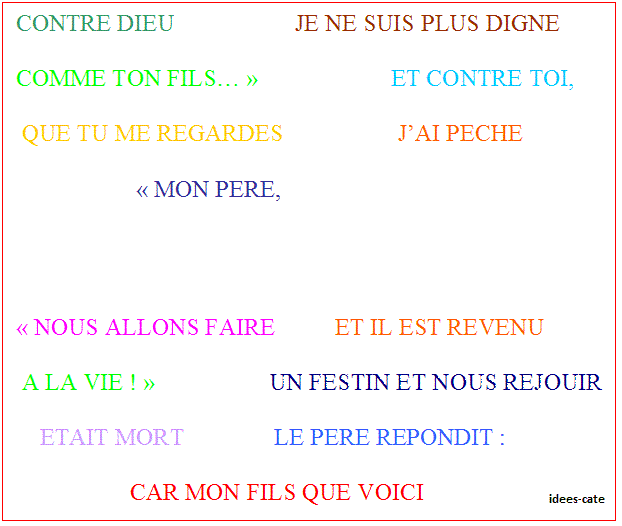 CONTRE DIEU JE NE SUIS PLUS DIGNE
COMME TON FILS… » ET CONTRE TOI,
QUE TU ME REGARDES J’AI PECHE
« MON PERE,
« NOUS ALLONS FAIRE ET IL EST REVENU
A LA VIE ! » UN FESTIN ET NOUS REJOUIR
ETAIT MORT LE PERE REPONDIT :
CAR MON FILS QUE VOICI
idees-cate